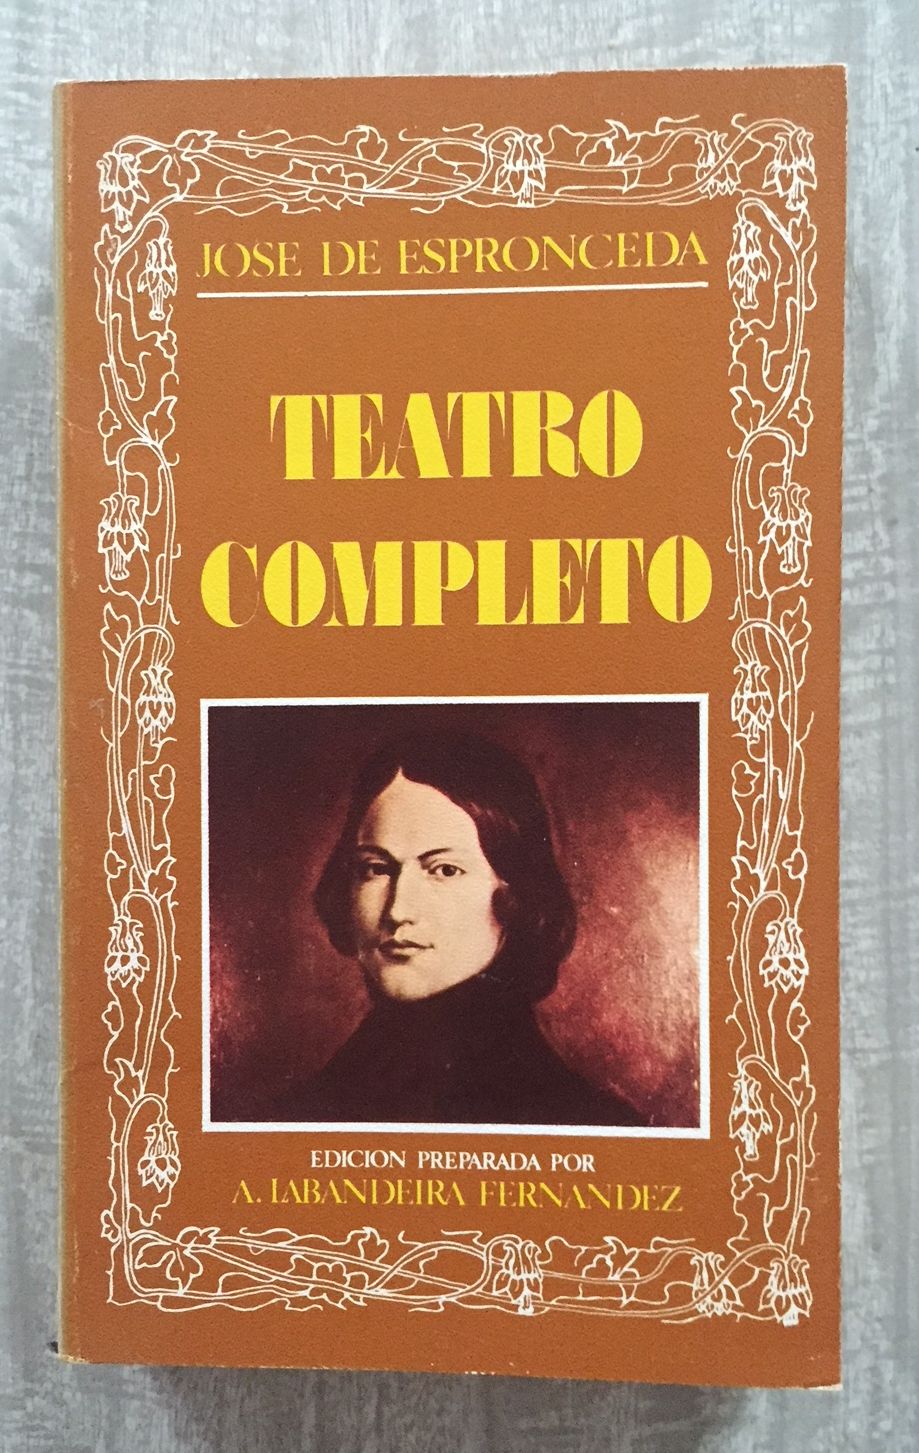 JOSE DE ESPRONCEDA
TEATRO
COMPLETO
EDICION PREPARADA POR
A. LABANDEIRA FERNANDEZ